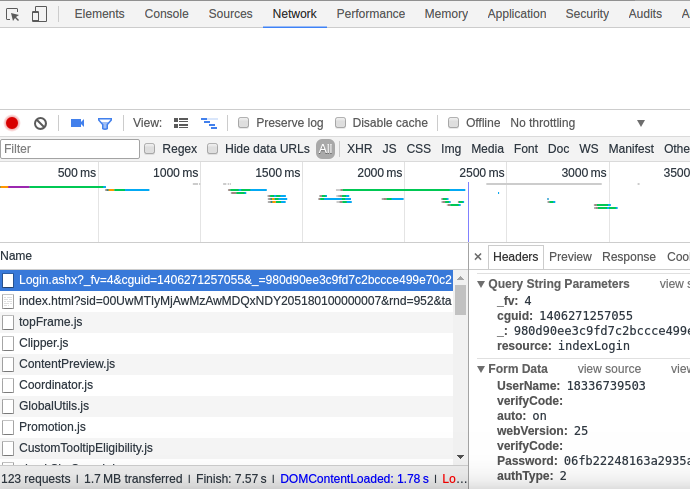 Elements Console Sources Network Performance Memory Application Security Audits
View: Preserve log Disable cache Offline No throttling
Filter Regex Hide data URLs All XHR JS CSS Img Media Font Doc WS Manifest Othe
500 ms 1000 ms 1500 ms 2000 ms 2500 ms 3000 ms 3500
Name
× Headers Preview Response Coo
Login.ashx?_fv=4&cguid=1406271257055&_=980d90ee3c9fd7c2bccce499e70c2
index.html?sid=00UwMTIyMjAwMzAwMDQxNDY205180100000007&rnd=952&ta
topFrame.js
Clipper.js
ContentPreview.js
Coordinator.js
GlobalUtils.js
Promotion.js
CustomTooltipEligibility.js
Query String Parameters view s
_fv: 4
cguid: 1406271257055
_: 980d90ee3c9fd7c2bccce499e
resource: indexLogin
Form Data view source view
UserName: 18336739503
verifyCode:
auto: on
webVersion: 25
verifyCode:
Password: 06fb22248163a2935a
authType: 2
123 requests | 1.7 MB transferred | Finish: 7.57 s | DOMContentLoaded: 1.78 s | Lo…